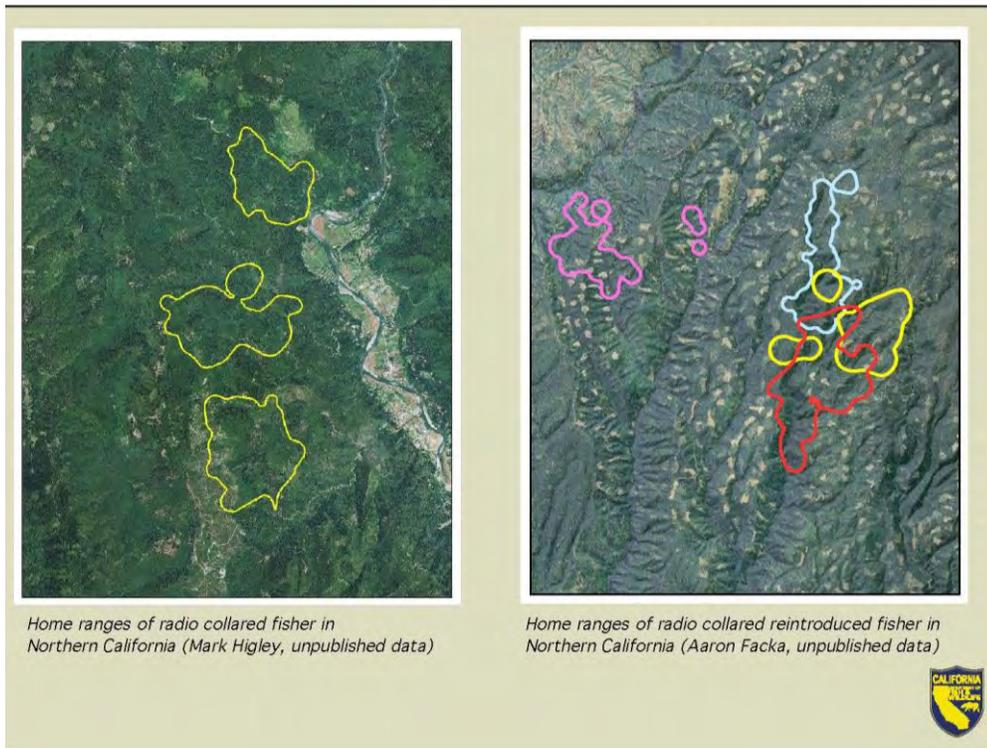 Home ranges of radio collared fisher in
Northern California (Mark Higley, unpublished data)
Home ranges of radio collared reintroduced fisher in
Northern California (Aaron Facka, unpublished data)
CALIFORNIA